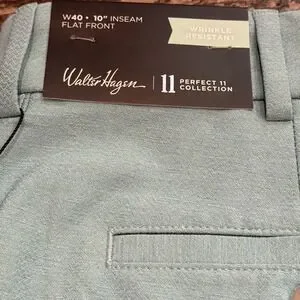 W40 • 10" INSEAM
FLAT FRONT
WRINKLE
RESISTANT
Walter Hagen
11
PERFECT 11
COLLECTION